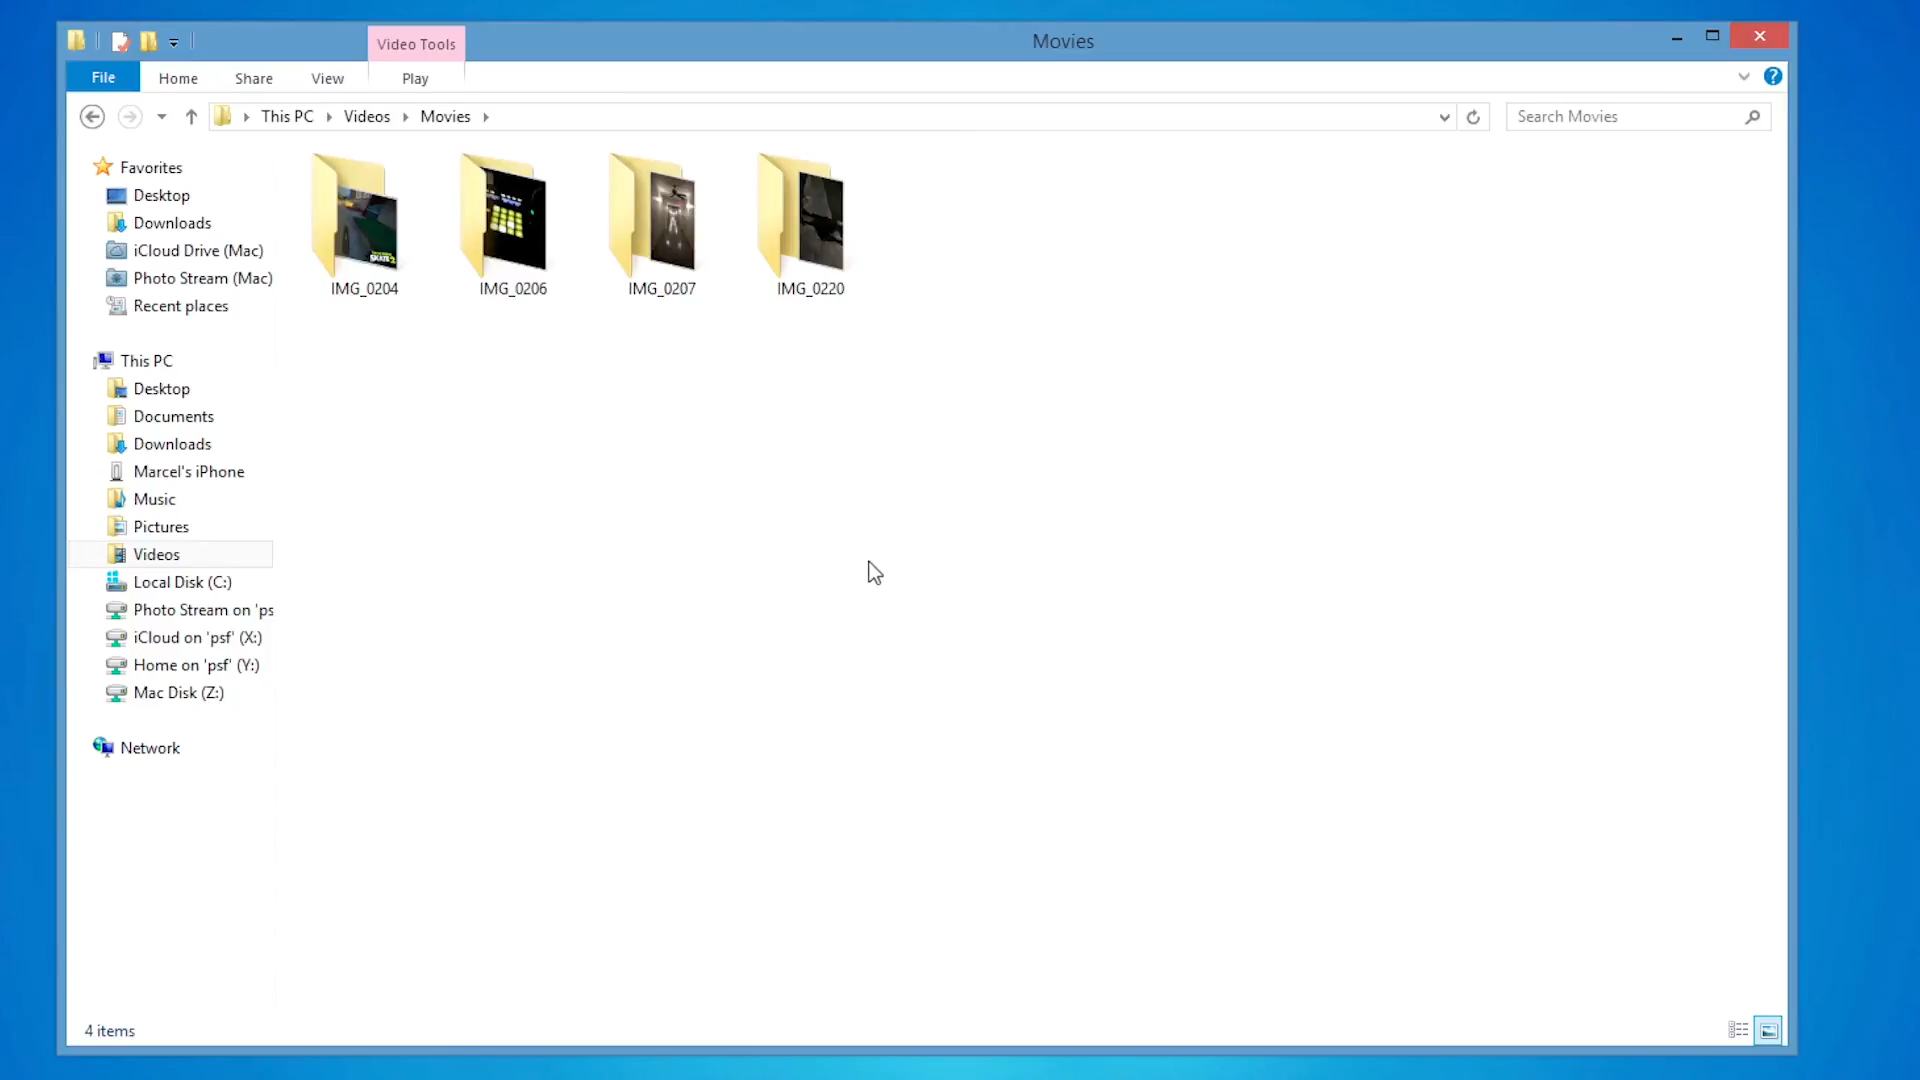 Video Tools
Movies
File
Home
Share
View
Play
This PC
Videos
Movies
Search Movies
Favorites
Desktop
Downloads
iCloud Drive (Mac)
Photo Stream (Mac)
Recent places
This PC
Desktop
Documents
Downloads
Marcel's iPhone
Music
Pictures
Videos
Local Disk (C:)
Photo Stream on 'ps
iCloud on 'psf' (X:)
Home on 'psf' (Y:)
Mac Disk (Z:)
Network
IMG_0204
IMG_0206
IMG_0207
IMG_0220
4 items